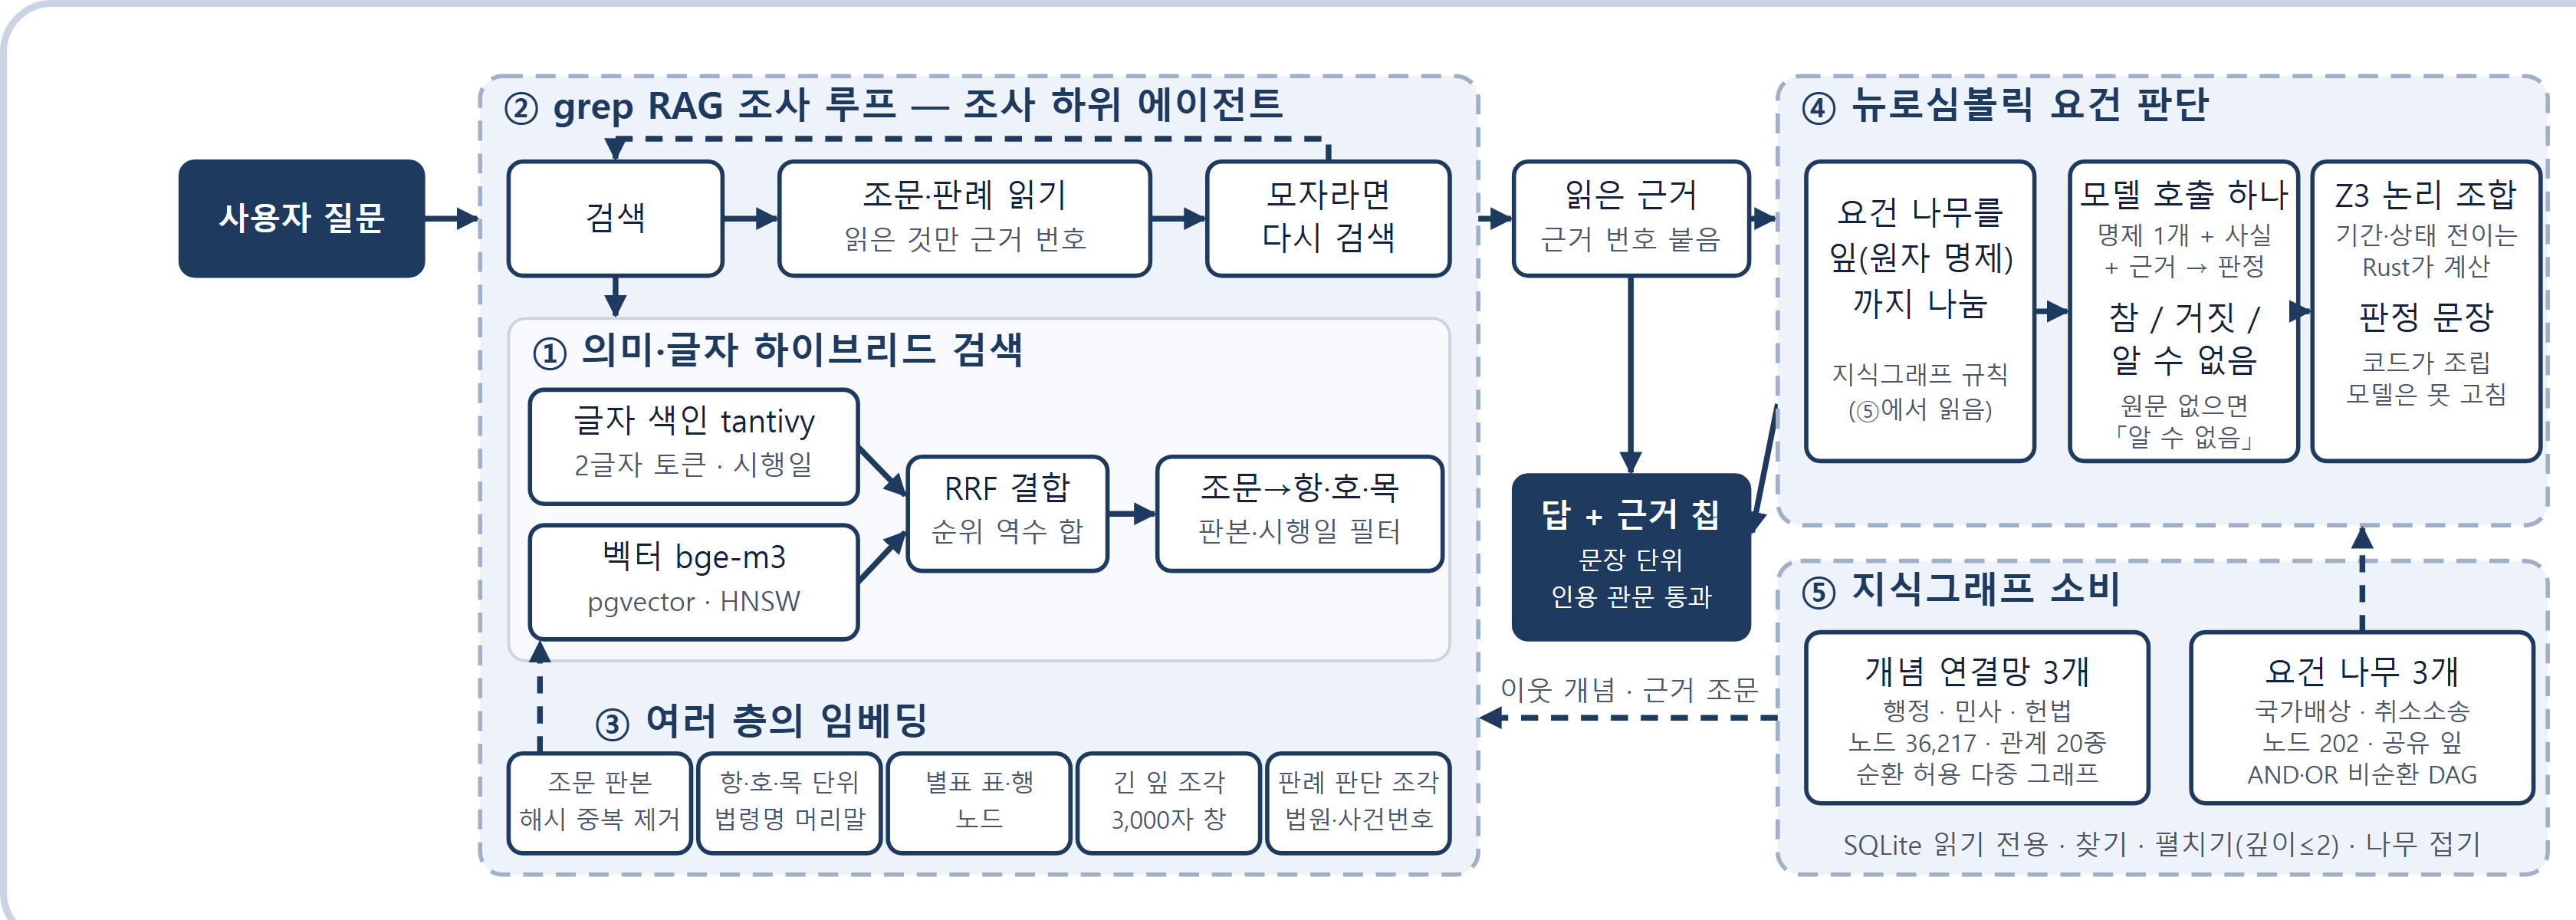 사용자 질문
② grep RAG 조사 루프 — 조사 하위 에이전트
검색
조문·판례 읽기
읽은 것만 근거 번호
모자라면
다시 검색
① 의미·글자 하이브리드 검색
글자 색인 tantivy
2글자 토큰 · 시행일
벡터 bge-m3
pgvector · HNSW
RRF 결합
순위 역수 합
조문→항·호·목
판본·시행일 필터
③ 여러 층의 임베딩
조문 판본
해시 중복 제거
항·호·목 단위
법령명 머리말
별표 표·행
노드
긴 잎 조각
3,000자 창
판례 판단 조각
법원·사건번호
읽은 근거
근거 번호 붙음
답 + 근거 칩
문장 단위
인용 관문 통과
이웃 개념 · 근거 조문
④ 뉴로심볼릭 요건 판단
요건 나무를
잎(원자 명제)
까지 나눔
지식그래프 규칙
(⑤에서 읽음)
모델 호출 하나
명제 1개 + 사실
+ 근거 → 판정
참 / 거짓 /
알 수 없음
원문 없으면
「알 수 없음」
Z3 논리 조합
기간·상태 전이는
Rust가 계산
판정 문장
코드가 조립
모델은 못 고침
⑤ 지식그래프 소비
개념 연결망 3개
행정 · 민사 · 헌법
노드 36,217 · 관계 20종
순환 허용 다중 그래프
요건 나무 3개
국가배상 · 취소소송
노드 202 · 공유 잎
AND·OR 비순환 DAG
SQLite 읽기 전용 · 찾기 · 펼치기(깊이≤2) · 나무 접기